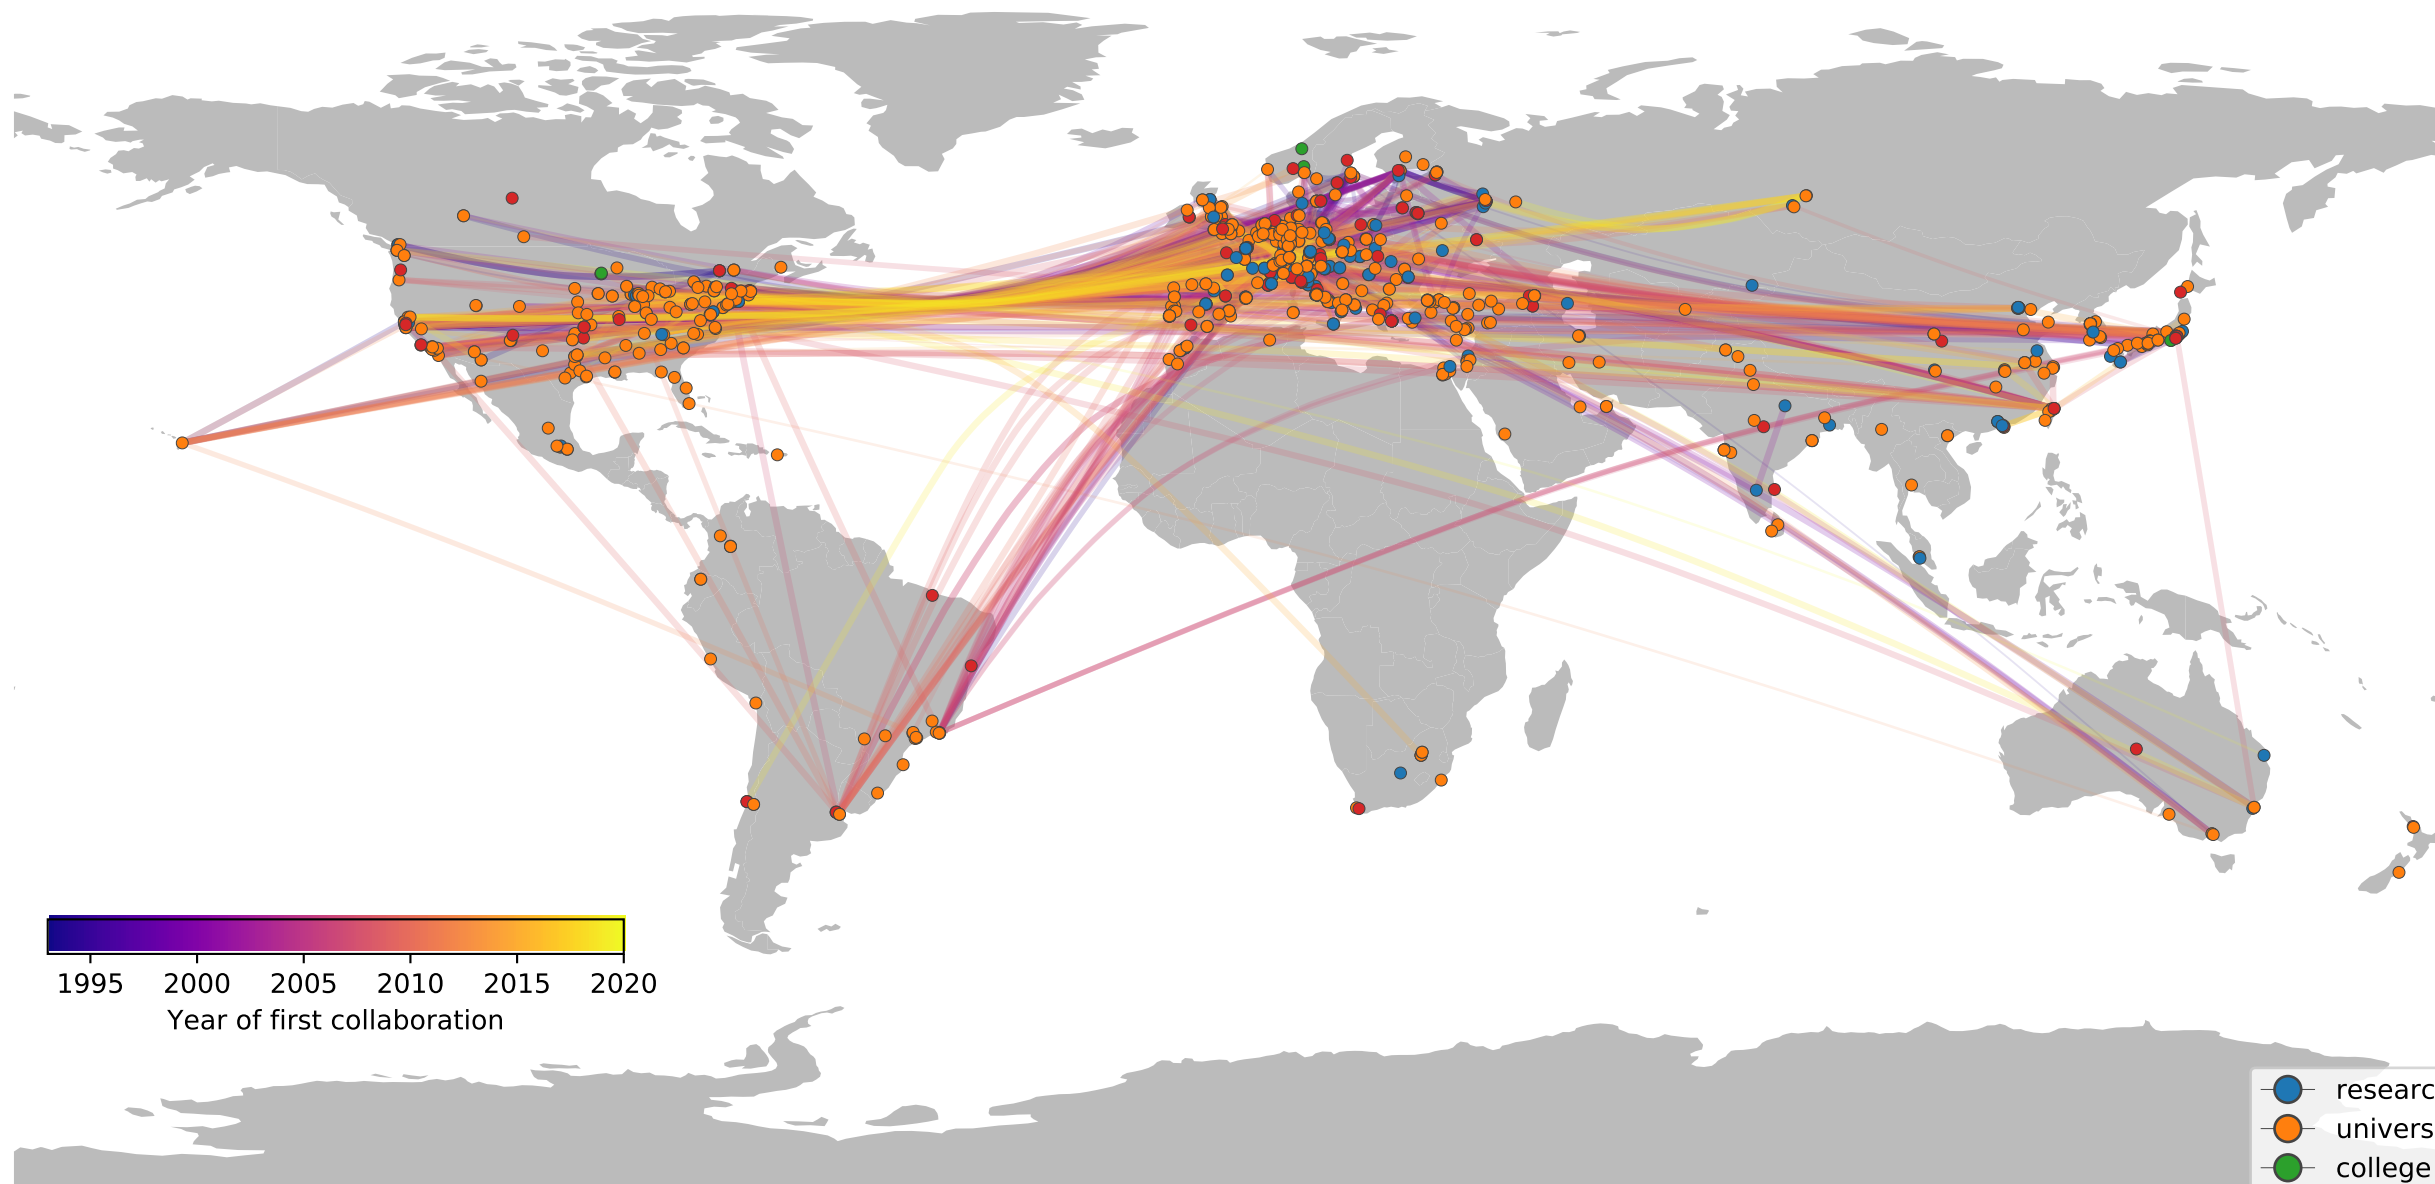 1995 2000 2005 2010 2015 2020
Year of first collaboration
researc
univers
college